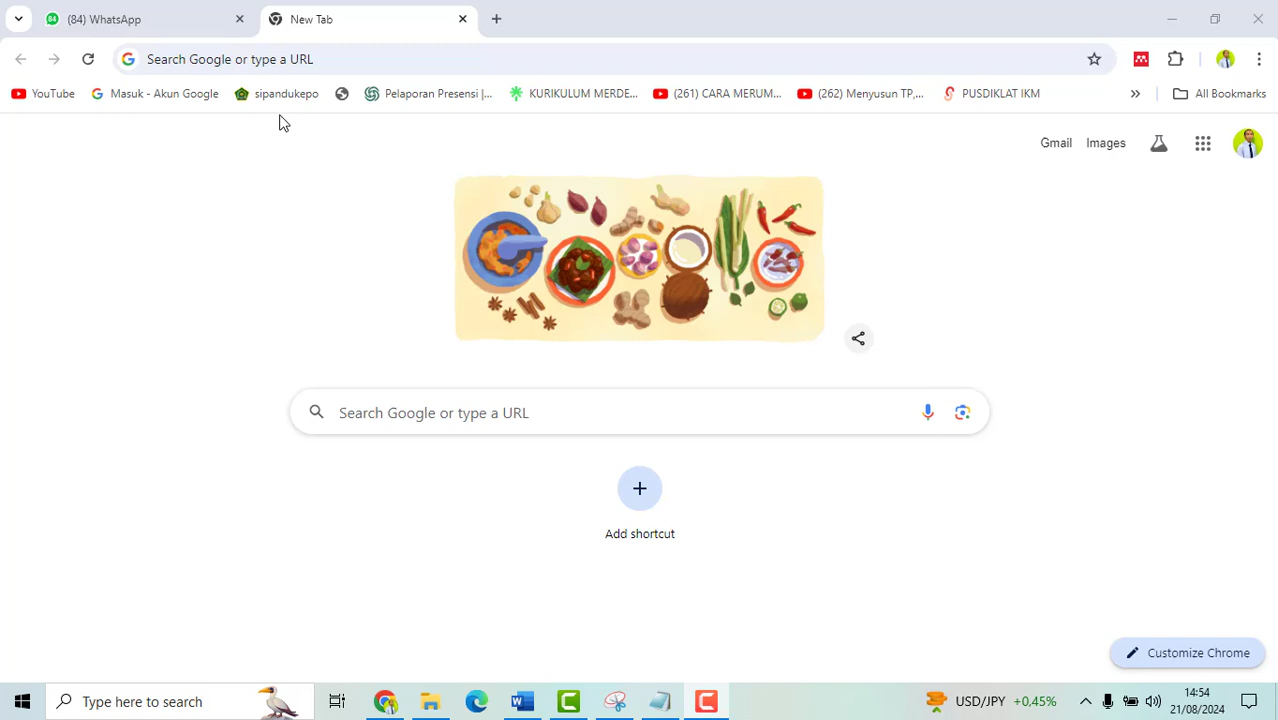 (84) WhatsApp
New Tab
Search Google or type a URL
YouTube
Masuk - Akun Google
sipandukepo
Pelaporan Presensi |...
KURIKULUM MERDE...
(261) CARA MERUM...
(262) Menyusun TP,...
PUSDIKLAT IKM
All Bookmarks
Gmail
Images
Search Google or type a URL
Add shortcut
Customize Chrome
Type here to search
USD/JPY +0,45%
14:54
21/08/2024